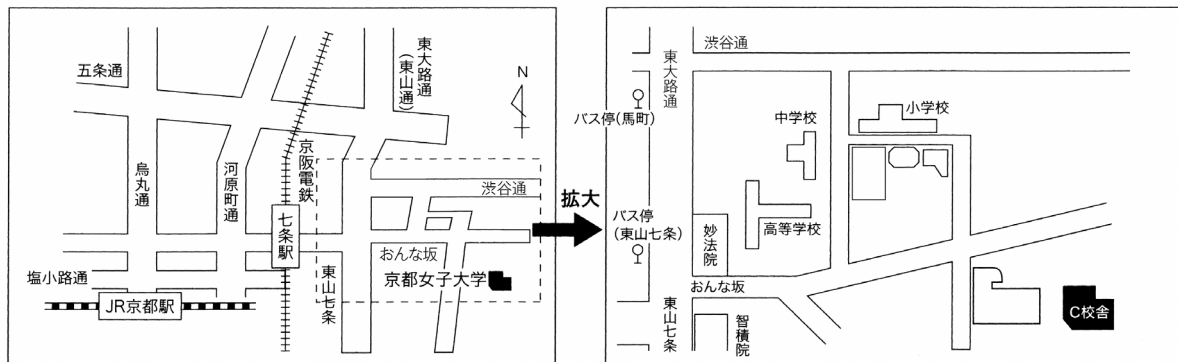 五条通
東大路通
(東山通)
N
烏丸通
河原町通
京阪電鉄
渋谷通
七条駅
おんな坂
塩小路通
JR京都駅
東山七条
京都女子大学
拡大
渋谷通
東大路通
バス停(馬町)
中学校
小学校
バス停
(東山七条)
妙法院
高等学校
おんな坂
東山七条
智積院
C校舎